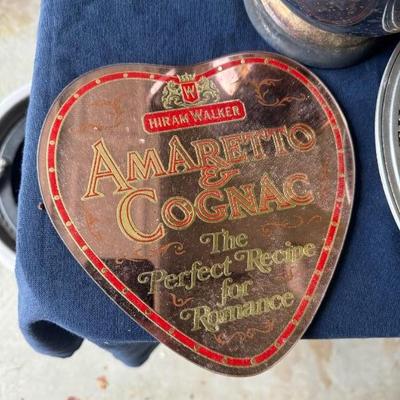 W
HIRAM WALKER
AMARETTO
&
COGNAC
The
Perfect Recipe
for
Romance